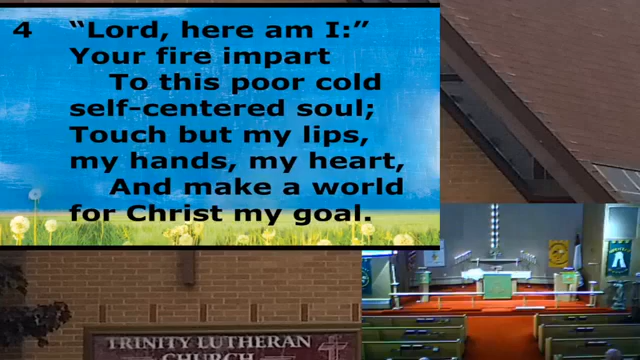 4 “Lord, here am I:”
Your fire impart
To this poor cold
self-centered soul;
Touch but my lips,
my hands, my heart,
And make a world
for Christ my goal.
TRINITY LUTHERAN
CHURCH